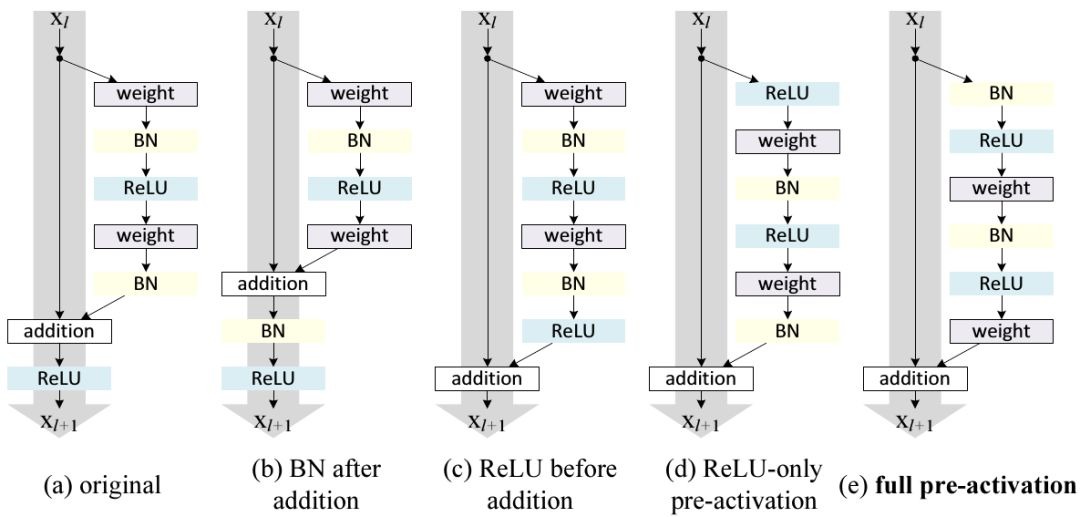 x_l
weight
BN
ReLU
weight
BN
addition
ReLU
x_{l+1}
(a) original
x_l
weight
BN
ReLU
weight
addition
BN
ReLU
x_{l+1}
(b) BN after
addition
x_l
weight
BN
ReLU
weight
BN
ReLU
addition
x_{l+1}
(c) ReLU before
addition
x_l
ReLU
weight
BN
ReLU
weight
BN
addition
x_{l+1}
(d) ReLU-only
pre-activation
x_l
BN
ReLU
weight
BN
ReLU
weight
addition
x_{l+1}
(e) full pre-activation